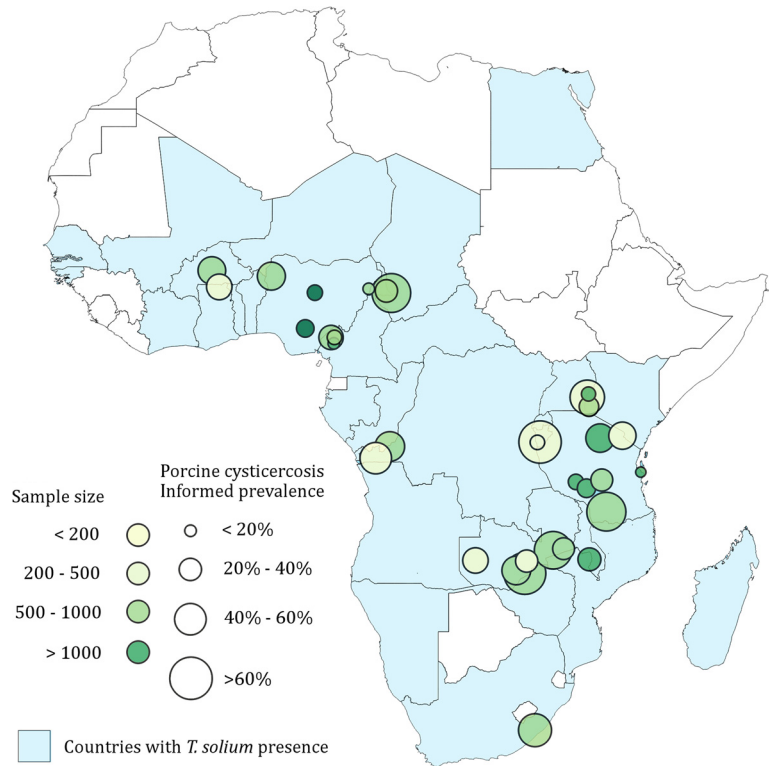 Sample size
< 200
200 - 500
500 - 1000
> 1000
Porcine cysticercosis
Informed prevalence
< 20%
20% - 40%
40% - 60%
>60%
Countries with T. solium presence